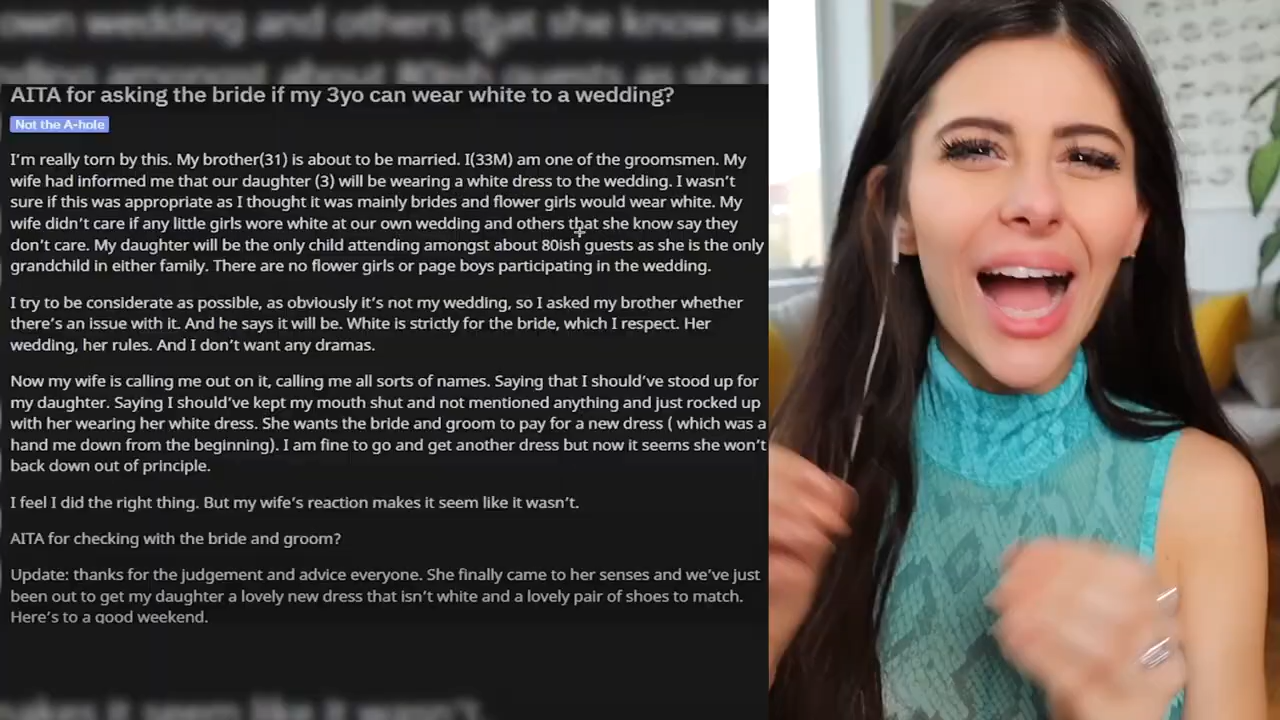 own wedding and others that she know sa
AITA for asking the bride if my 3yo can wear white to a wedding?
Not the A-hole
I'm really torn by this. My brother(31) is about to be married. I(33M) am one of the groomsmen. My
wife had informed me that our daughter (3) will be wearing a white dress to the wedding. I wasn't
sure if this was appropriate as I thought it was mainly brides and flower girls would wear white. My
wife didn't care if any little girls wore white at our own wedding and others that she know say they
don't care. My daughter will be the only child attending amongst about 80ish guests as she is the only
grandchild in either family. There are no flower girls or page boys participating in the wedding.
I try to be considerate as possible, as obviously it's not my wedding, so I asked my brother whether
there's an issue with it. And he says it will be. White is strictly for the bride, which I respect. Her
wedding, her rules. And I don't want any dramas.
Now my wife is calling me out on it, calling me all sorts of names. Saying that I should've stood up for
my daughter. Saying I should've kept my mouth shut and not mentioned anything and just rocked up
with her wearing her white dress. She wants the bride and groom to pay for a new dress ( which was a
hand me down from the beginning). I am fine to go and get another dress but now it seems she won't
back down out of principle.
I feel I did the right thing. But my wife's reaction makes it seem like it wasn't.
AITA for checking with the bride and groom?
Update: thanks for the judgement and advice everyone. She finally came to her senses and we've just
been out to get my daughter a lovely new dress that isn't white and a lovely pair of shoes to match.
Here's to a good weekend.